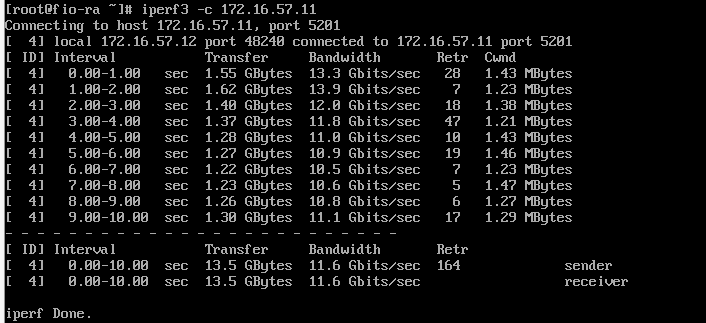 [root@fio-ra ~]# iperf3 -c 172.16.57.11
Connecting to host 172.16.57.11, port 5201
[  4] local 172.16.57.12 port 48240 connected to 172.16.57.11 port 5201
[ ID] Interval           Transfer     Bandwidth       Retr  Cwnd
[  4]   0.00-1.00   sec  1.55 GBytes  13.3 Gbits/sec   28   1.43 MBytes
[  4]   1.00-2.00   sec  1.62 GBytes  13.9 Gbits/sec    7   1.23 MBytes
[  4]   2.00-3.00   sec  1.40 GBytes  12.0 Gbits/sec   18   1.38 MBytes
[  4]   3.00-4.00   sec  1.37 GBytes  11.8 Gbits/sec   47   1.21 MBytes
[  4]   4.00-5.00   sec  1.28 GBytes  11.0 Gbits/sec   10   1.43 MBytes
[  4]   5.00-6.00   sec  1.27 GBytes  10.9 Gbits/sec   19   1.46 MBytes
[  4]   6.00-7.00   sec  1.22 GBytes  10.5 Gbits/sec    7   1.23 MBytes
[  4]   7.00-8.00   sec  1.23 GBytes  10.6 Gbits/sec    5   1.47 MBytes
[  4]   8.00-9.00   sec  1.26 GBytes  10.8 Gbits/sec    6   1.27 MBytes
[  4]   9.00-10.00  sec  1.30 GBytes  11.1 Gbits/sec   17   1.29 MBytes
- - - - - - - - - - - - - - - - - - - - - - - - -
[ ID] Interval           Transfer     Bandwidth       Retr
[  4]   0.00-10.00  sec  13.5 GBytes  11.6 Gbits/sec  164             sender
[  4]   0.00-10.00  sec  13.5 GBytes  11.6 Gbits/sec                  receiver
iperf Done.